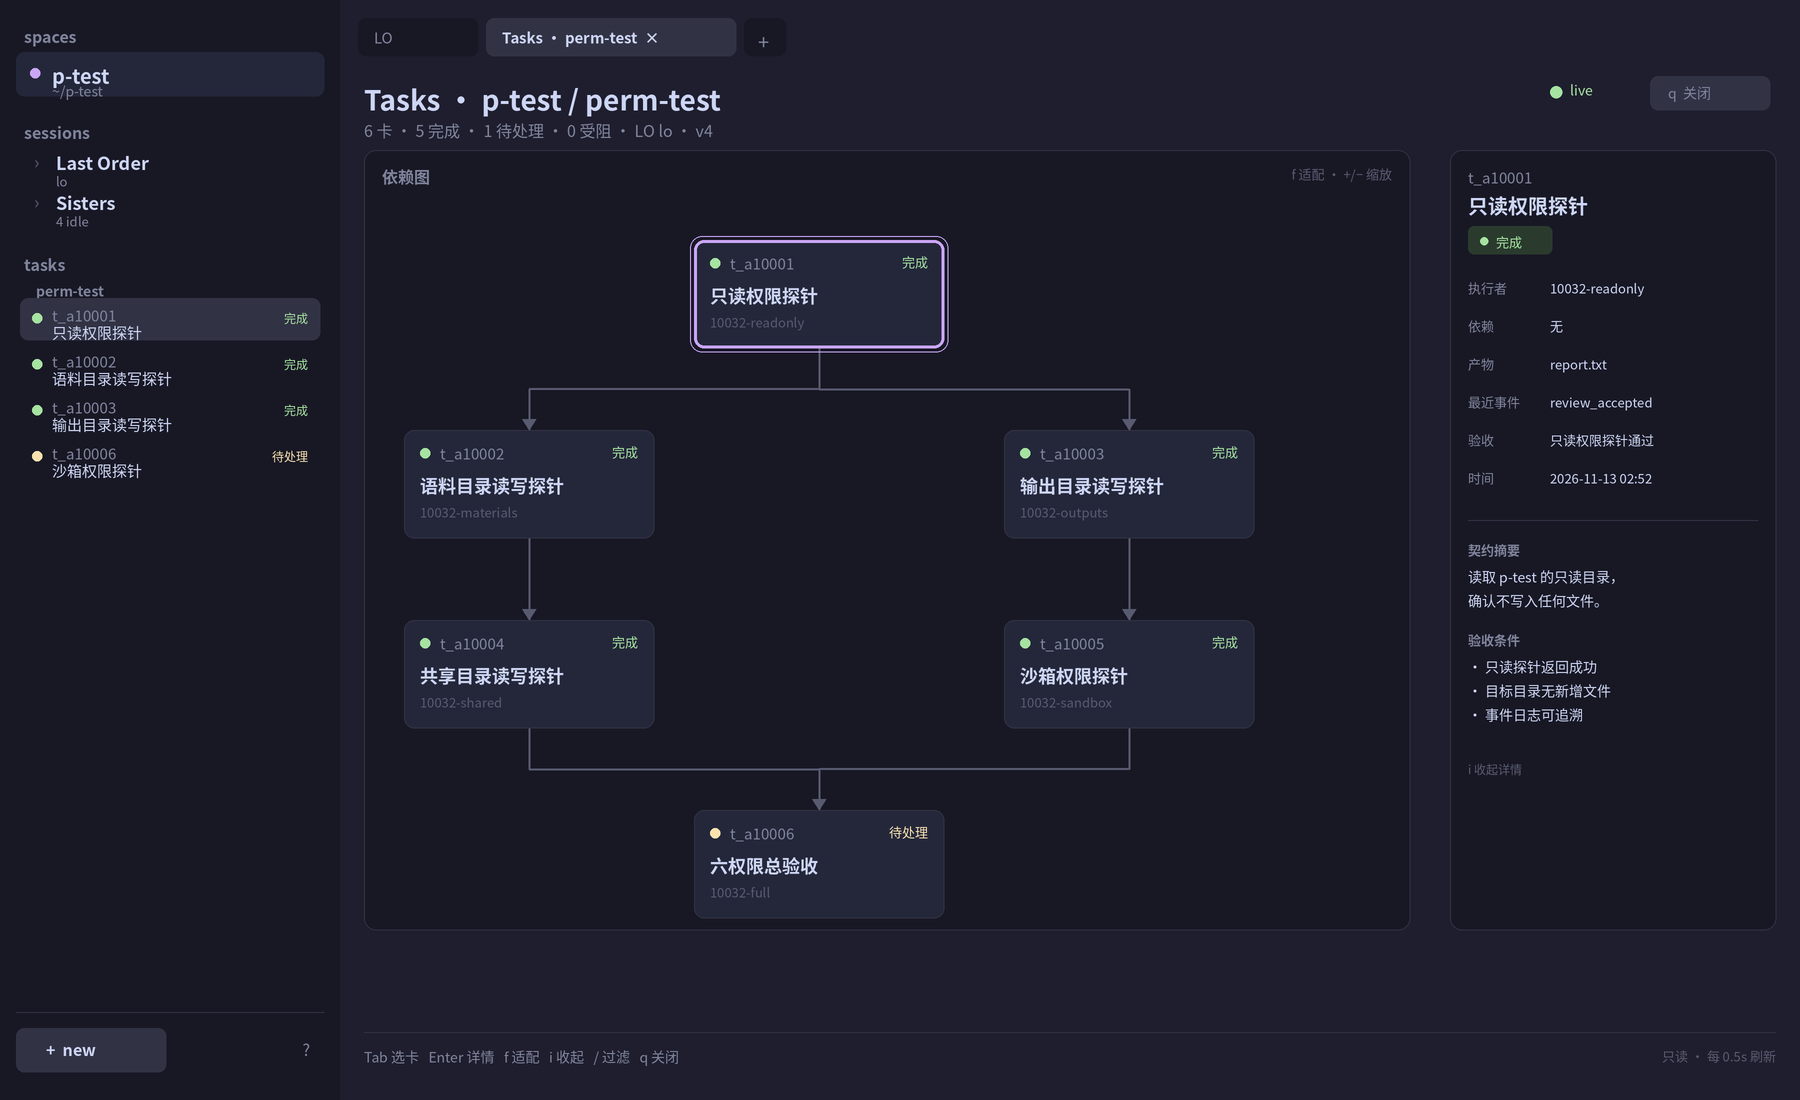 spaces
p-test
~/p-test
sessions
› Last Order
lo
› Sisters
4 idle
tasks
perm-test
t_a10001 完成
只读权限探针
t_a10002 完成
语料目录读写探针
t_a10003 完成
输出目录读写探针
t_a10006 待处理
沙箱权限探针
+ new ?
LO
Tasks · perm-test ×
+
Tasks · p-test / perm-test
6 卡 · 5 完成 · 1 待处理 · 0 受阻 · LO lo · v4
live
q 关闭
依赖图
f 适配 · +/− 缩放
t_a10001 完成
只读权限探针
10032-readonly
t_a10002 完成
语料目录读写探针
10032-materials
t_a10003 完成
输出目录读写探针
10032-outputs
t_a10004 完成
共享目录读写探针
10032-shared
t_a10005 完成
沙箱权限探针
10032-sandbox
t_a10006 待处理
六权限总验收
10032-full
t_a10001
只读权限探针
完成
执行者 10032-readonly
依赖 无
产物 report.txt
最近事件 review_accepted
验收 只读权限探针通过
时间 2026-11-13 02:52
契约摘要
读取 p-test 的只读目录，
确认不写入任何文件。
验收条件
· 只读探针返回成功
· 目标目录无新增文件
· 事件日志可追溯
i 收起详情
Tab 选卡 Enter 详情 f 适配 i 收起 / 过滤 q 关闭
只读 · 每 0.5s 刷新